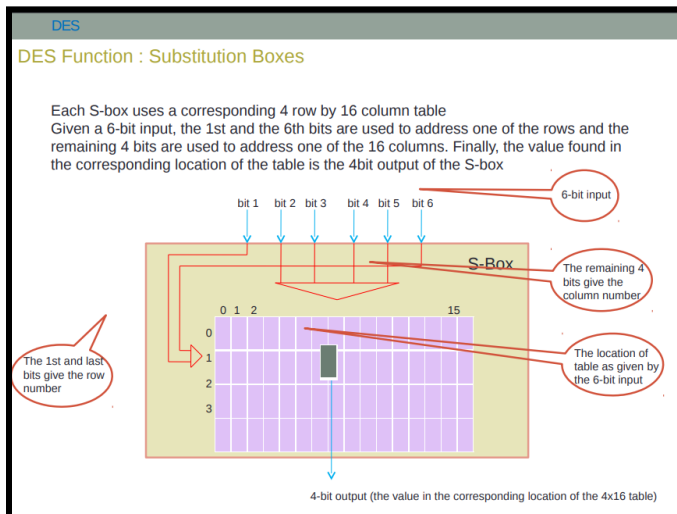 DES
DES Function : Substitution Boxes
Each S-box uses a corresponding 4 row by 16 column table
Given a 6-bit input, the 1st and the 6th bits are used to address one of the rows and the
remaining 4 bits are used to address one of the 16 columns. Finally, the value found in
the corresponding location of the table is the 4bit output of the S-box
6-bit input
bit 1 bit 2 bit 3 bit 4 bit 5 bit 6
S-Box
The remaining 4
bits give the
column number
0 1 2 15
0
1
2
3
The 1st and last
bits give the row
number
The location of
table as given by
the 6-bit input
4-bit output (the value in the corresponding location of the 4x16 table)